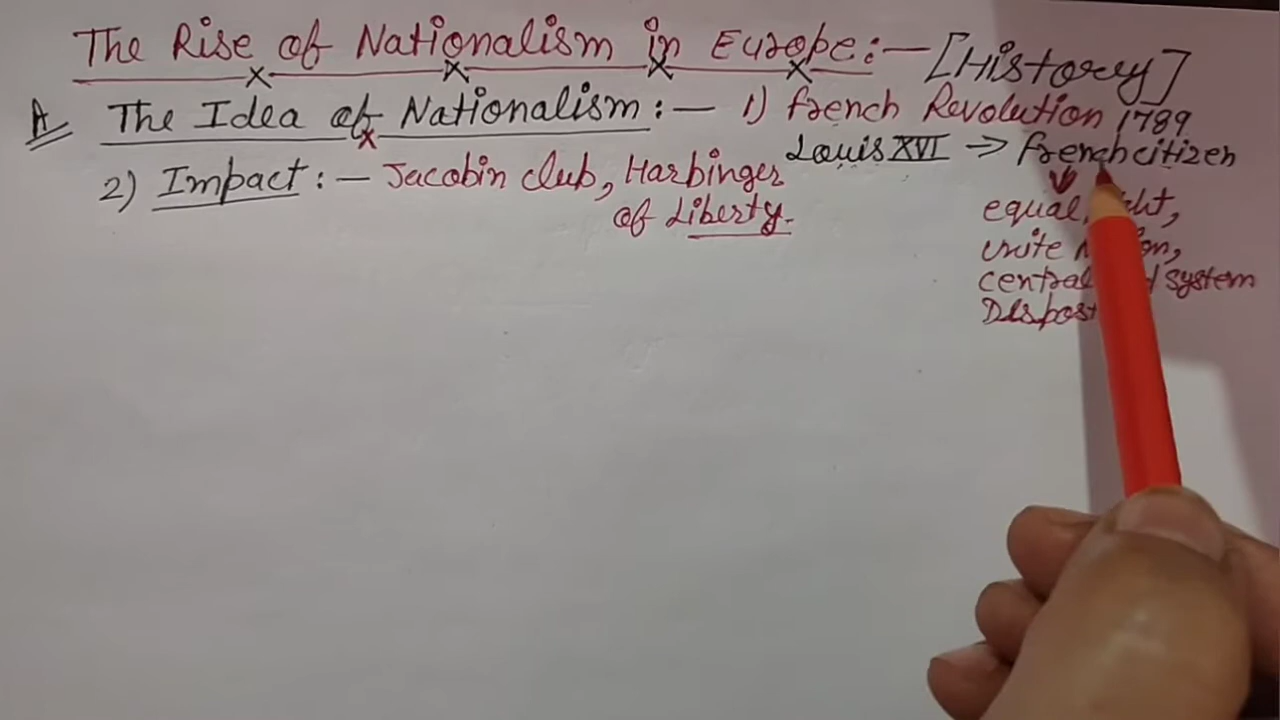 The Rise of Nationalism in Europe:— [History]
A The Idea of Nationalism:— 1) French Revolution 1789
Louis XVI → French citizen
2) Impact:— Jacobin club, Harbinger
of Liberty.
equal
unite
system